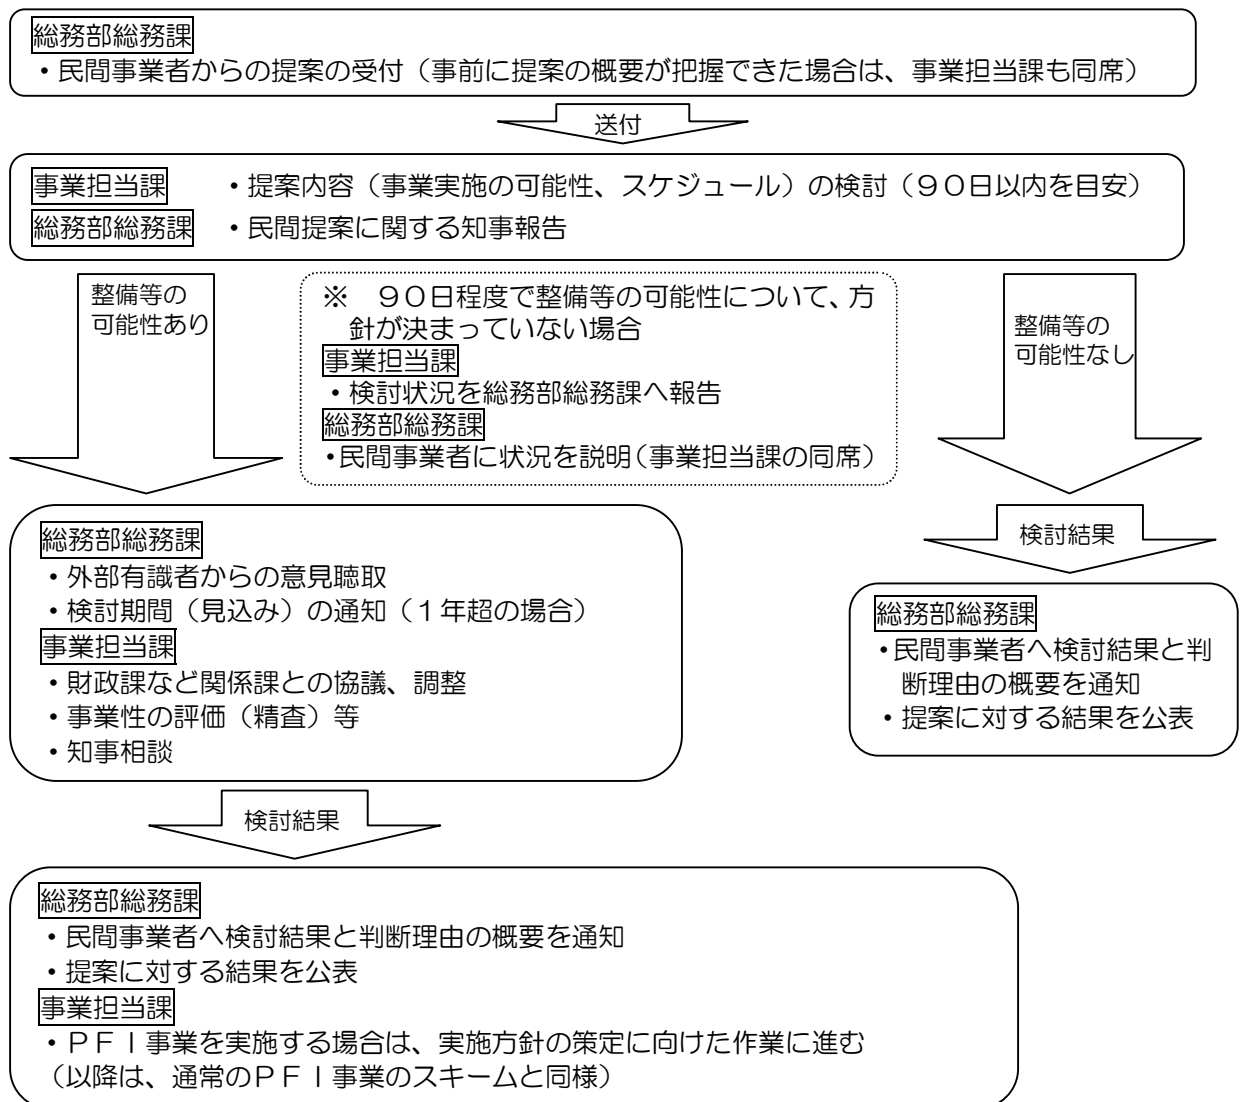 総務部総務課
・民間事業者からの提案の受付（事前に提案の概要が把握できた場合は、事業担当課も同席）
送付
事業担当課　・提案内容（事業実施の可能性、スケジュール）の検討（９０日以内を目安）
総務部総務課　・民間提案に関する知事報告
整備等の
可能性あり
※　９０日程度で整備等の可能性について、方
針が決まっていない場合
事業担当課
・検討状況を総務部総務課へ報告
総務部総務課
・民間事業者に状況を説明（事業担当課の同席）
整備等の
可能性なし
総務部総務課
・外部有識者からの意見聴取
・検討期間（見込み）の通知（１年超の場合）
事業担当課
・財政課など関係課との協議、調整
・事業性の評価（精査）等
・知事相談
検討結果
総務部総務課
・民間事業者へ検討結果と判
断理由の概要を通知
・提案に対する結果を公表
検討結果
総務部総務課
・民間事業者へ検討結果と判断理由の概要を通知
・提案に対する結果を公表
事業担当課
・ＰＦＩ事業を実施する場合は、実施方針の策定に向けた作業に進む
（以降は、通常のＰＦＩ事業のスキームと同様）